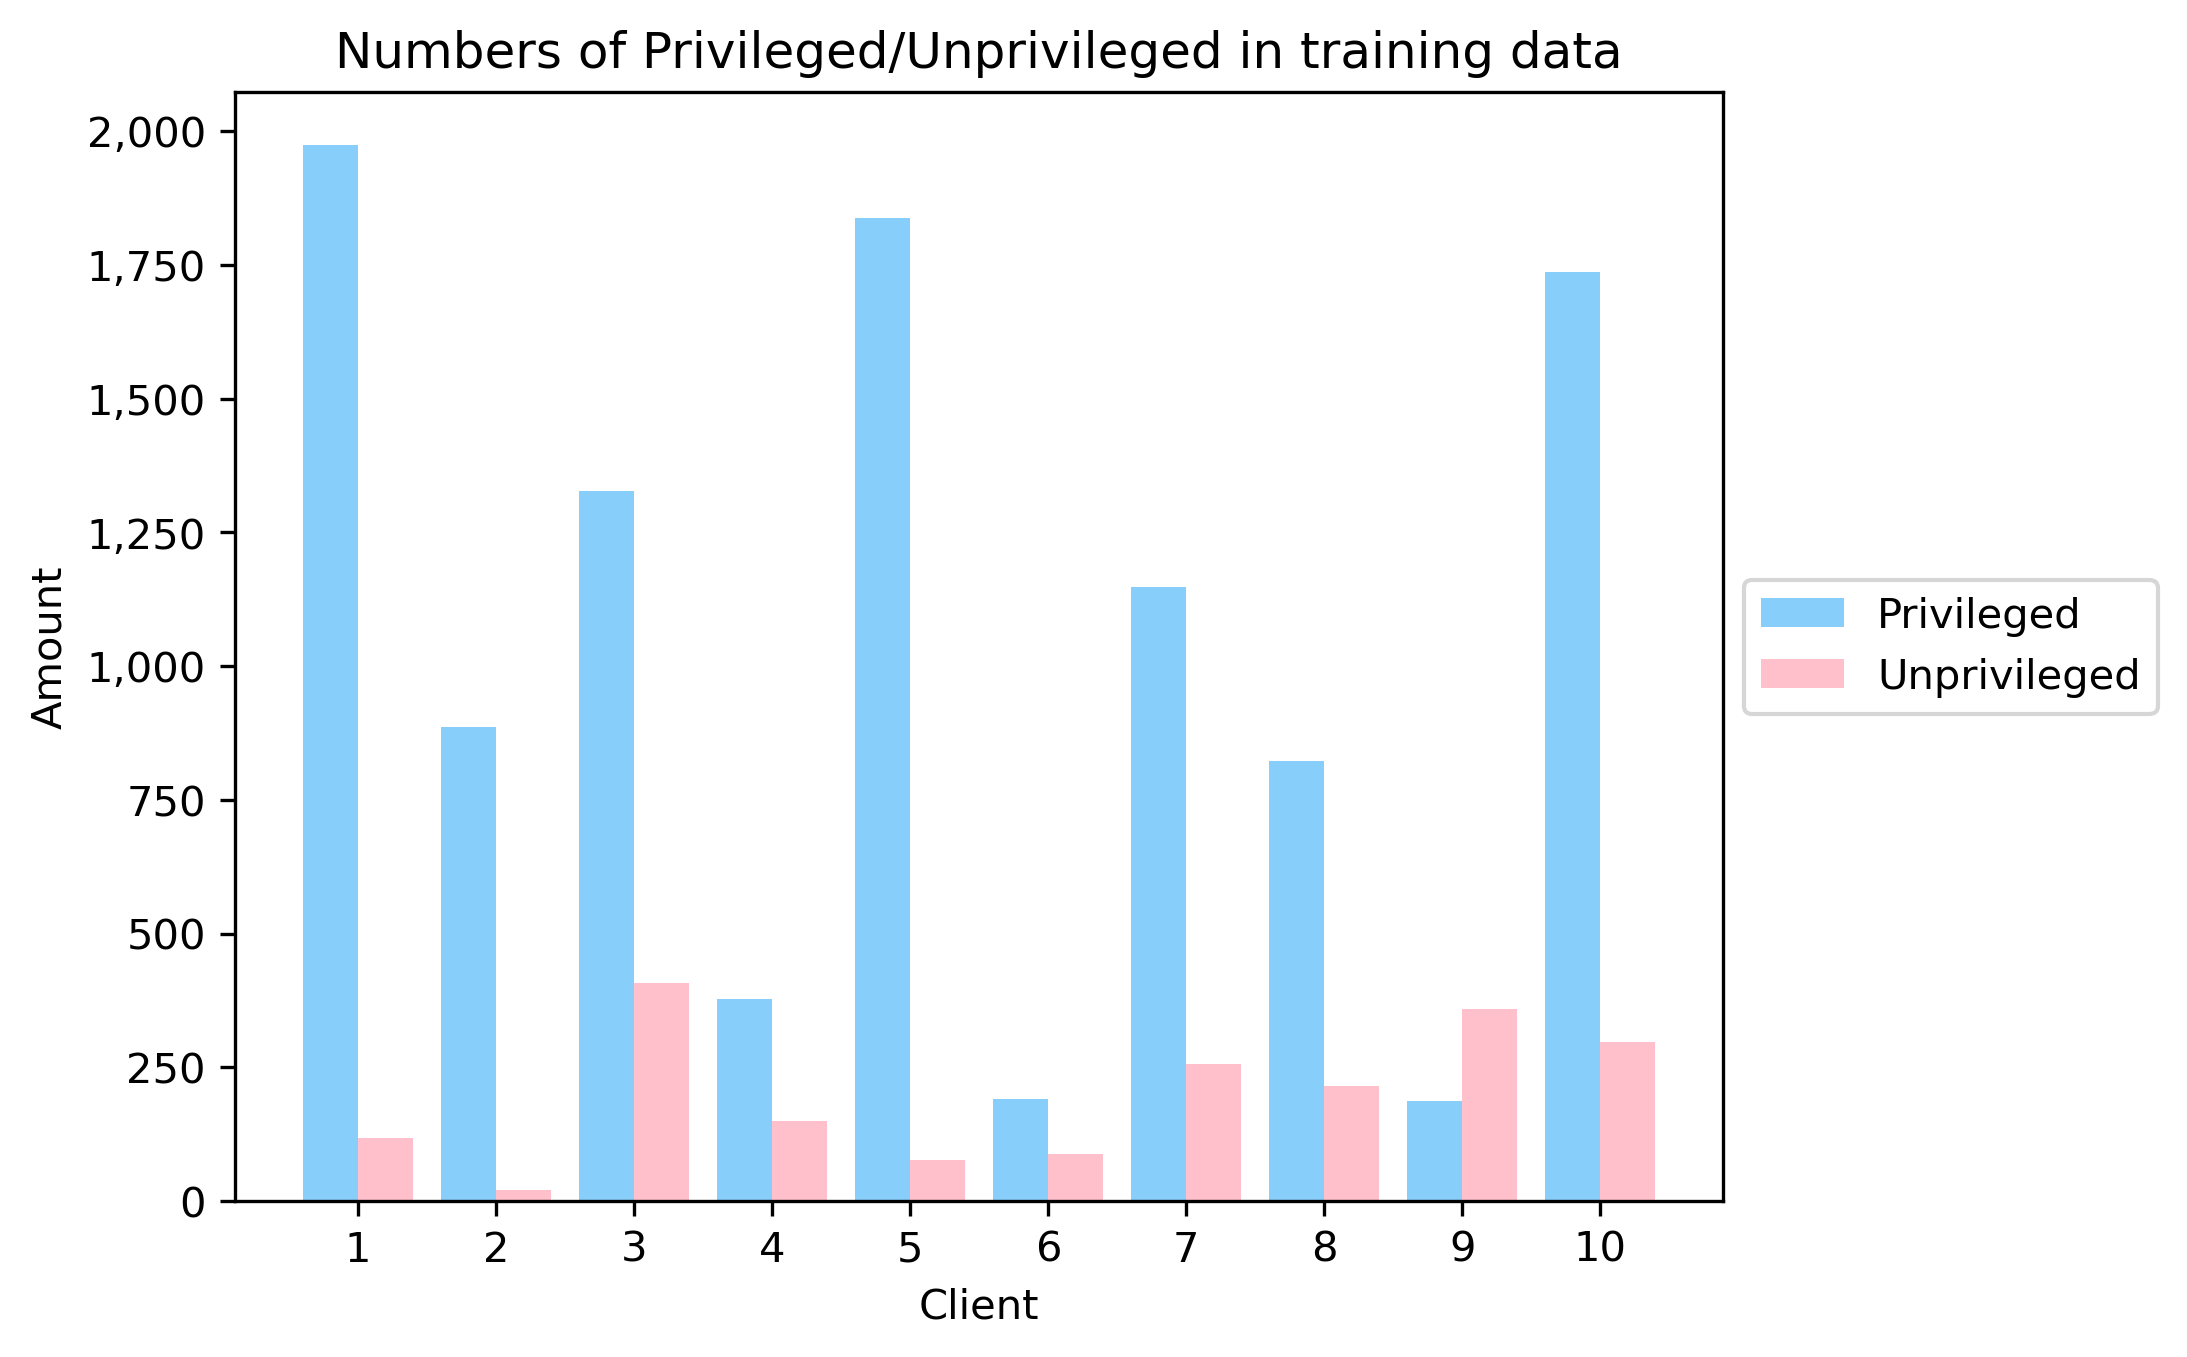 Numbers of Privileged/Unprivileged in training data
2,000
1,750
1,500
1,250
1,000
750
500
250
0
Amount
1 2 3 4 5 6 7 8 9 10
Client
Privileged
Unprivileged